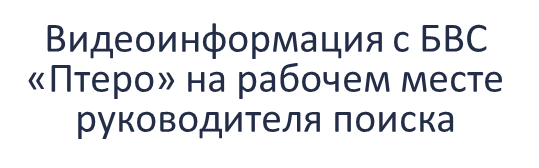 Видеоинформация с БВС
«Птеро» на рабочем месте
руководителя поиска